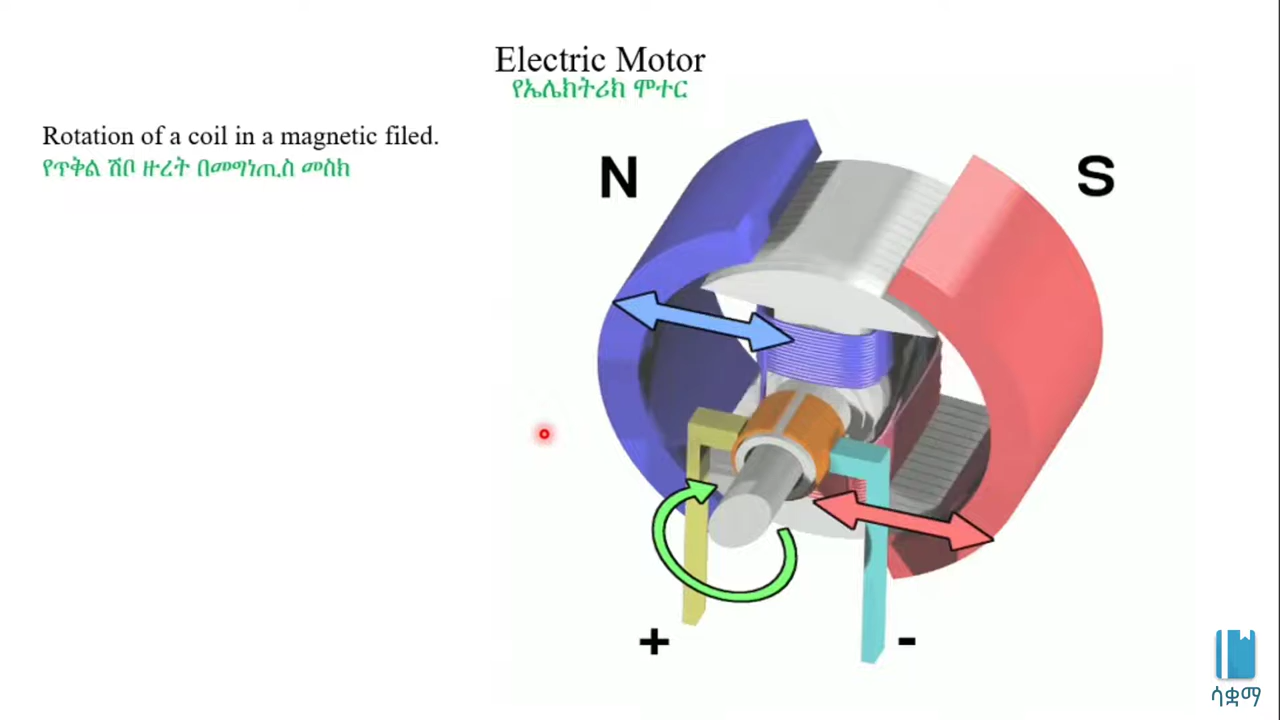 Electric Motor
የኤሌክትሪክ ሞተር
Rotation of a coil in a magnetic filed.
የጥቅል ሽቦ ዙረት በመግነጢስ መስክ
N
S
+
-
ሳቋማ